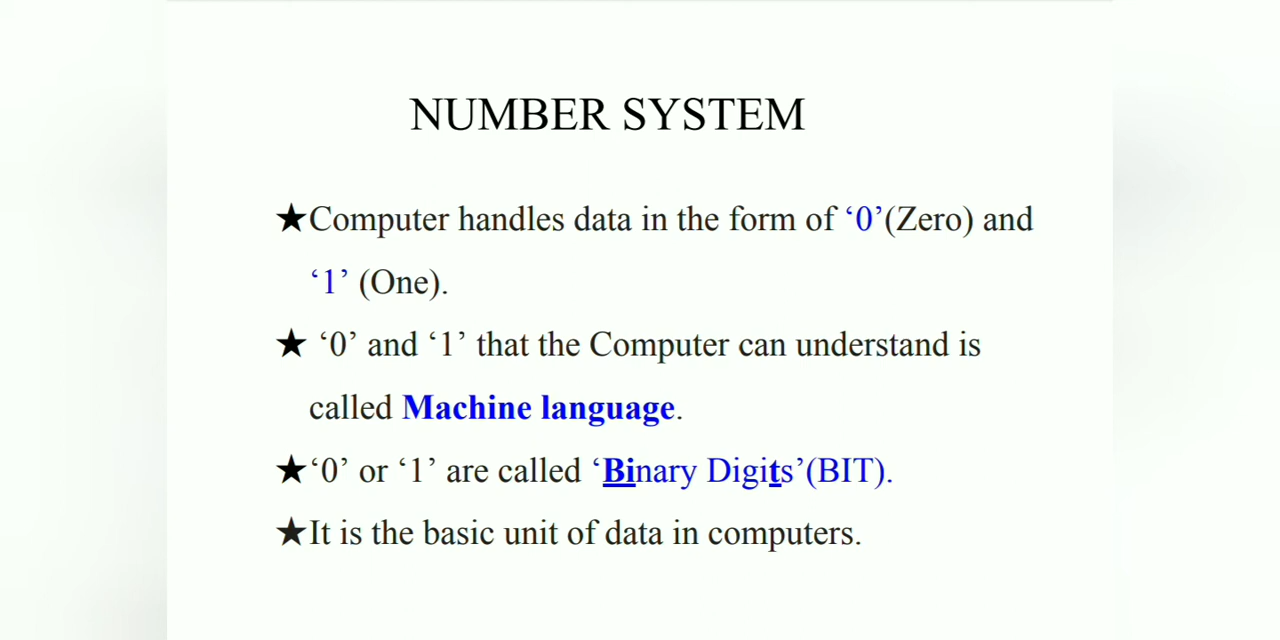 NUMBER SYSTEM
★Computer handles data in the form of ‘0’(Zero) and
‘1’ (One).
★ ‘0’ and ‘1’ that the Computer can understand is
called Machine language.
★‘0’ or ‘1’ are called ‘Binary Digits’(BIT).
★It is the basic unit of data in computers.